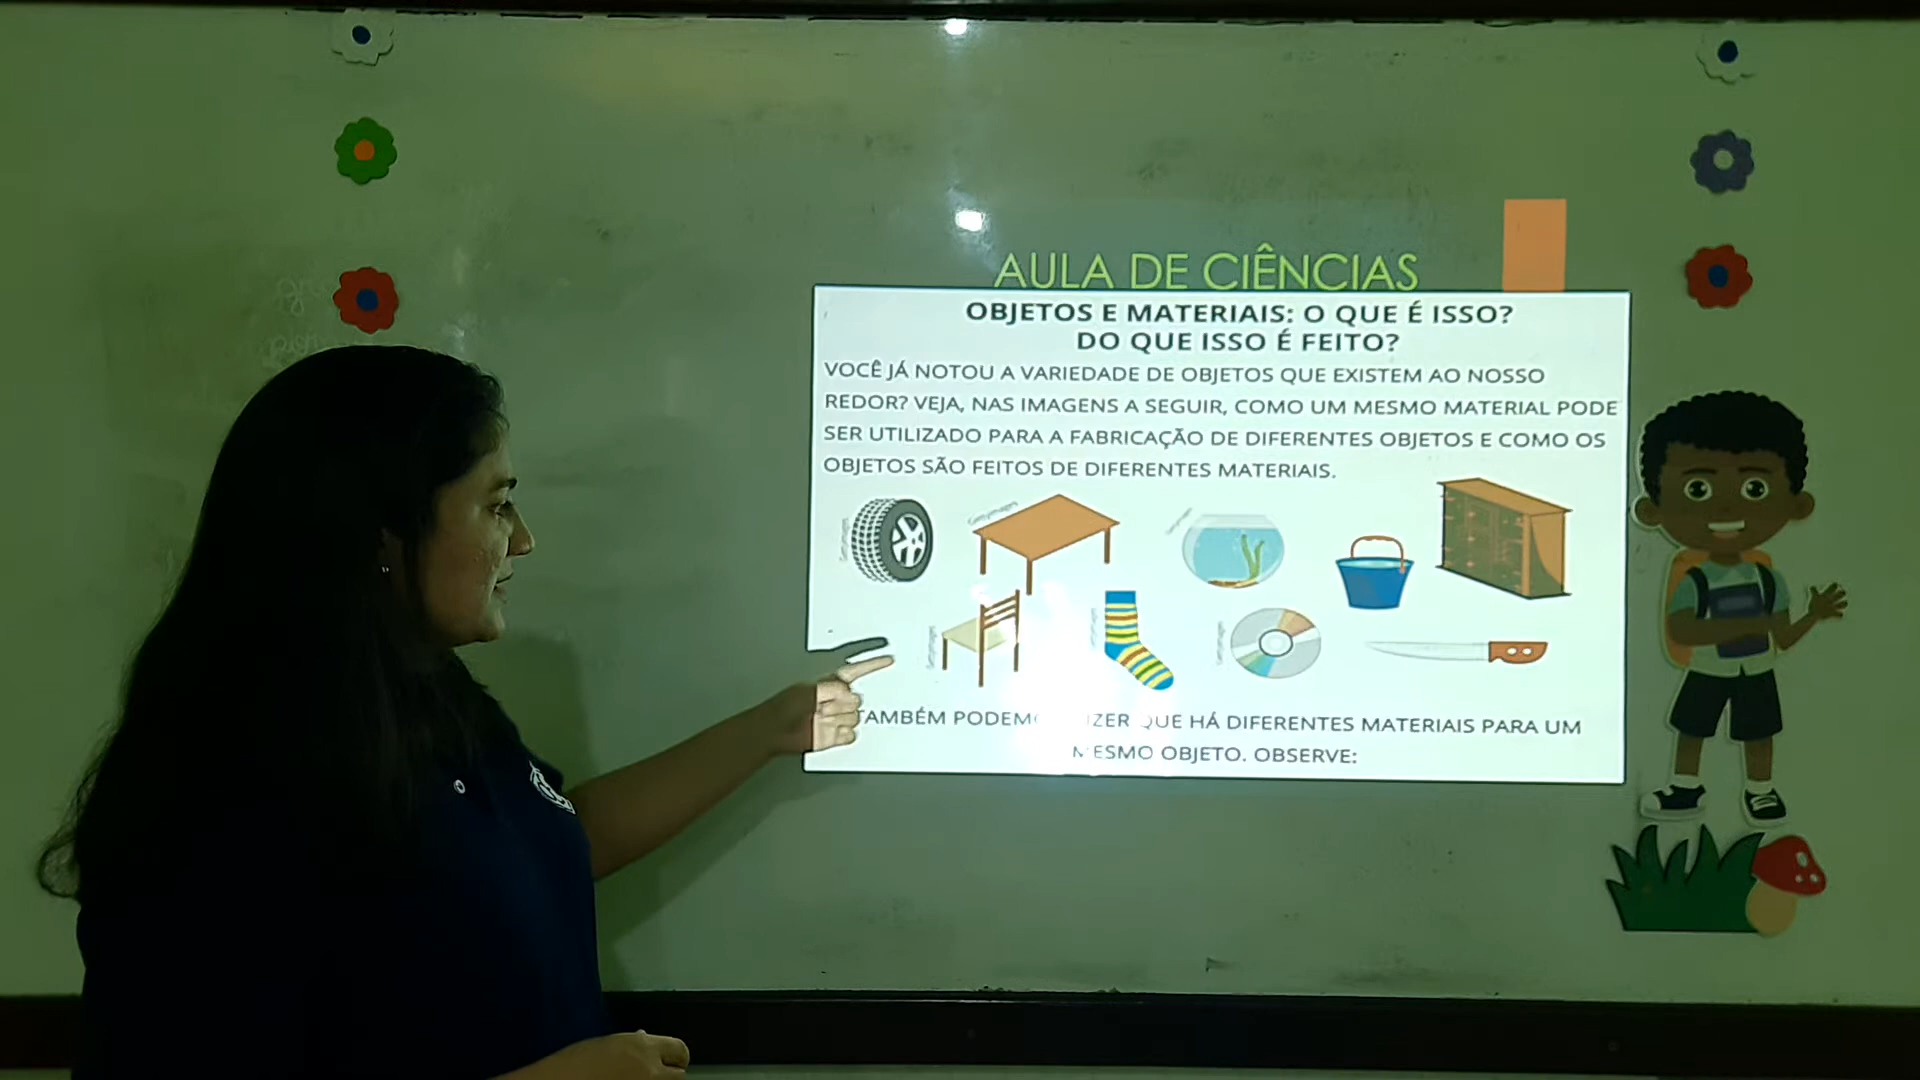 AULA DE CIÊNCIAS
OBJETOS E MATERIAIS: O QUE É ISSO?
DO QUE ISSO É FEITO?
VOCÊ JÁ NOTOU A VARIEDADE DE OBJETOS QUE EXISTEM AO NOSSO
REDOR? VEJA, NAS IMAGENS A SEGUIR, COMO UM MESMO MATERIAL PODE
SER UTILIZADO PARA A FABRICAÇÃO DE DIFERENTES OBJETOS E COMO OS
OBJETOS SÃO FEITOS DE DIFERENTES MATERIAIS.
TAMBÉM QUE HÁ DIFERENTES MATERIAIS PARA UM
MESMO OBJETO. OBSERVE: